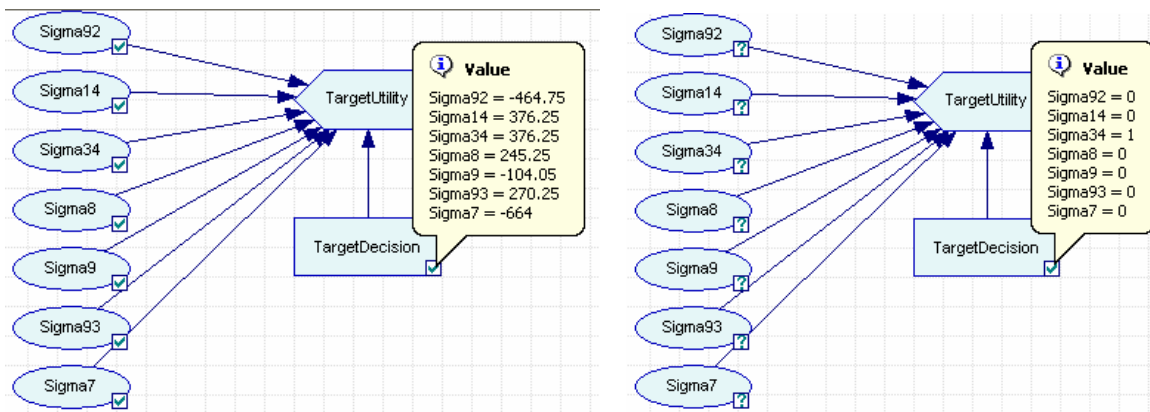 Sigma92
Sigma14
Sigma34
Sigma8
Sigma9
Sigma93
Sigma7
TargetUtility
TargetDecision
Value
Sigma92 = -464.75
Sigma14 = 376.25
Sigma34 = 376.25
Sigma8 = 245.25
Sigma9 = -104.05
Sigma93 = 270.25
Sigma7 = -664
Sigma92
Sigma14
Sigma34
Sigma8
Sigma9
Sigma93
Sigma7
TargetUtility
TargetDecision
Value
Sigma92 = 0
Sigma14 = 0
Sigma34 = 1
Sigma8 = 0
Sigma9 = 0
Sigma93 = 0
Sigma7 = 0